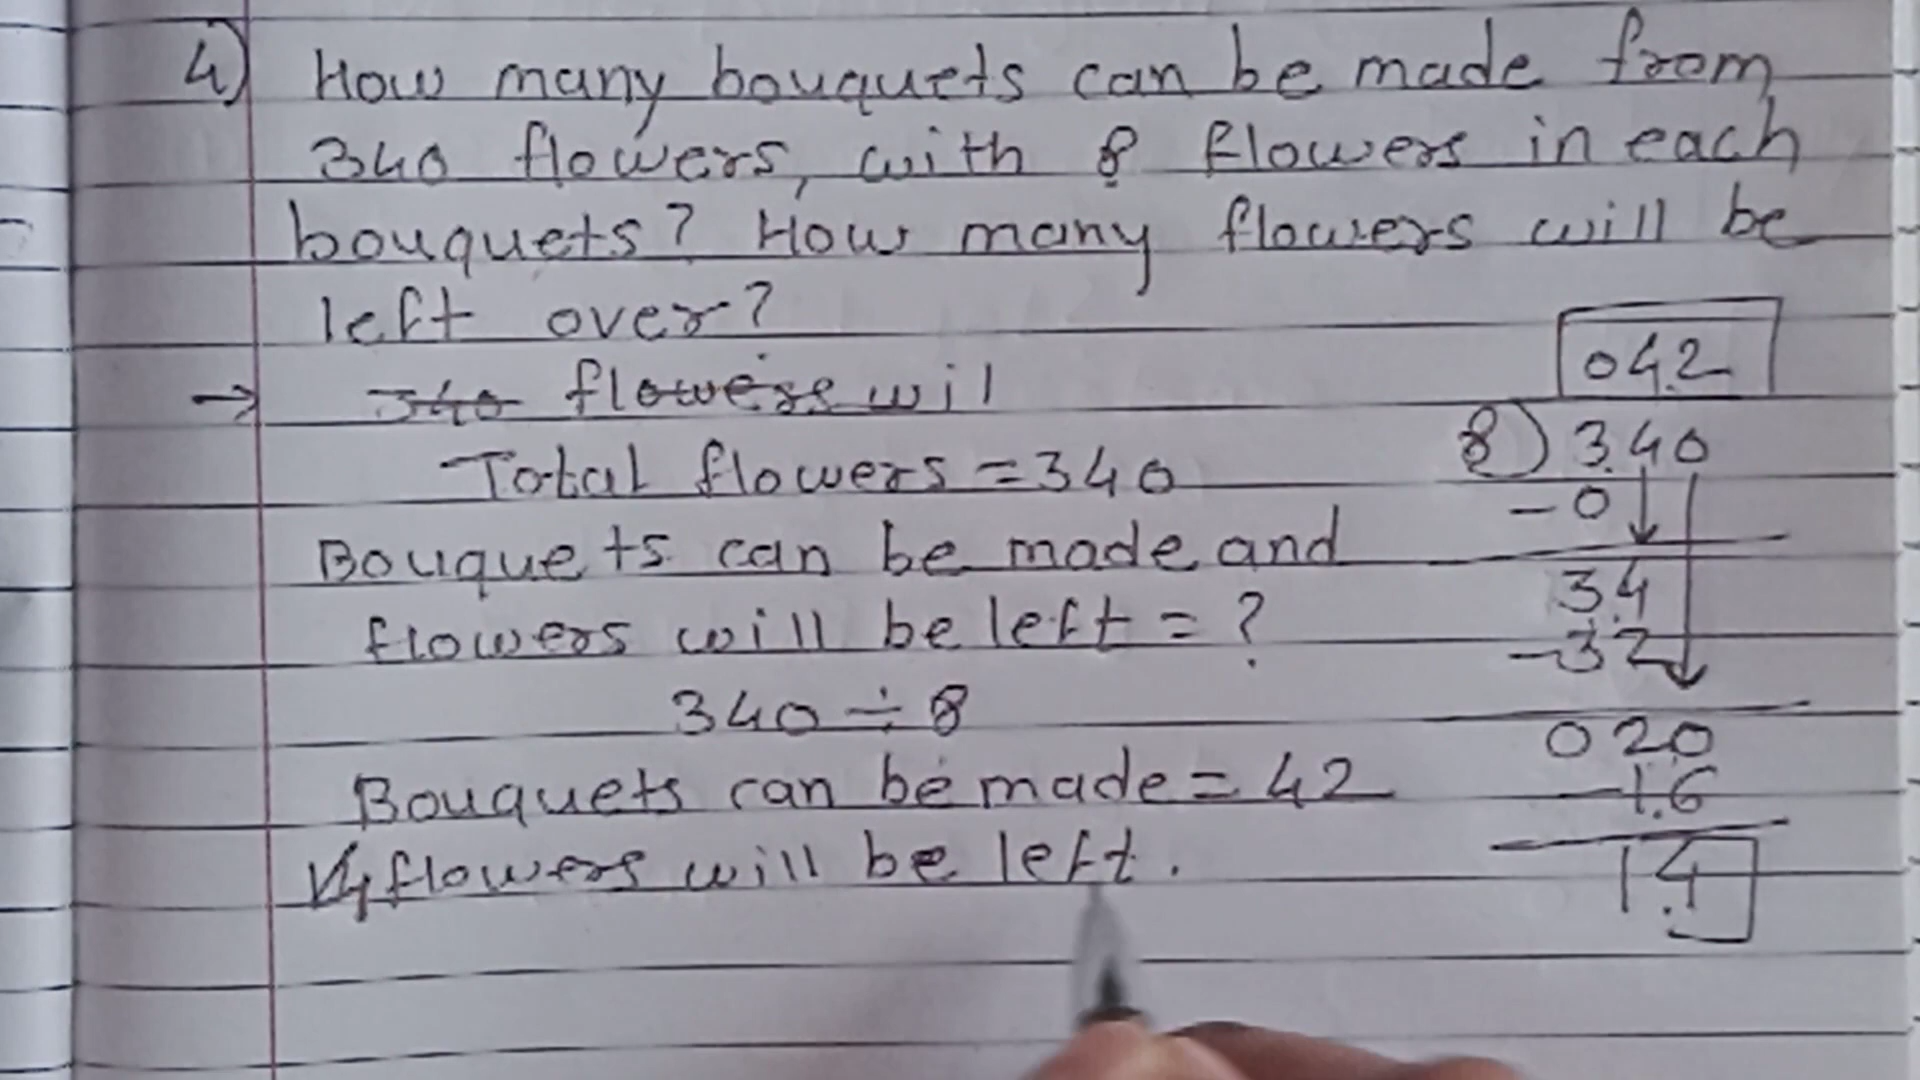 4) How many bouquets can be made from
340 flowers, with 8 flowers in each
bouquets? How many flowers will be
left over?
→ 340 flowers wil
Total flowers = 340
Bouquets can be made and
flowers will be left = ?
340 ÷ 8
Bouquets can be made = 42
4 flowers will be left.
042
8) 340
- 0
34
- 32
020
- 16
14